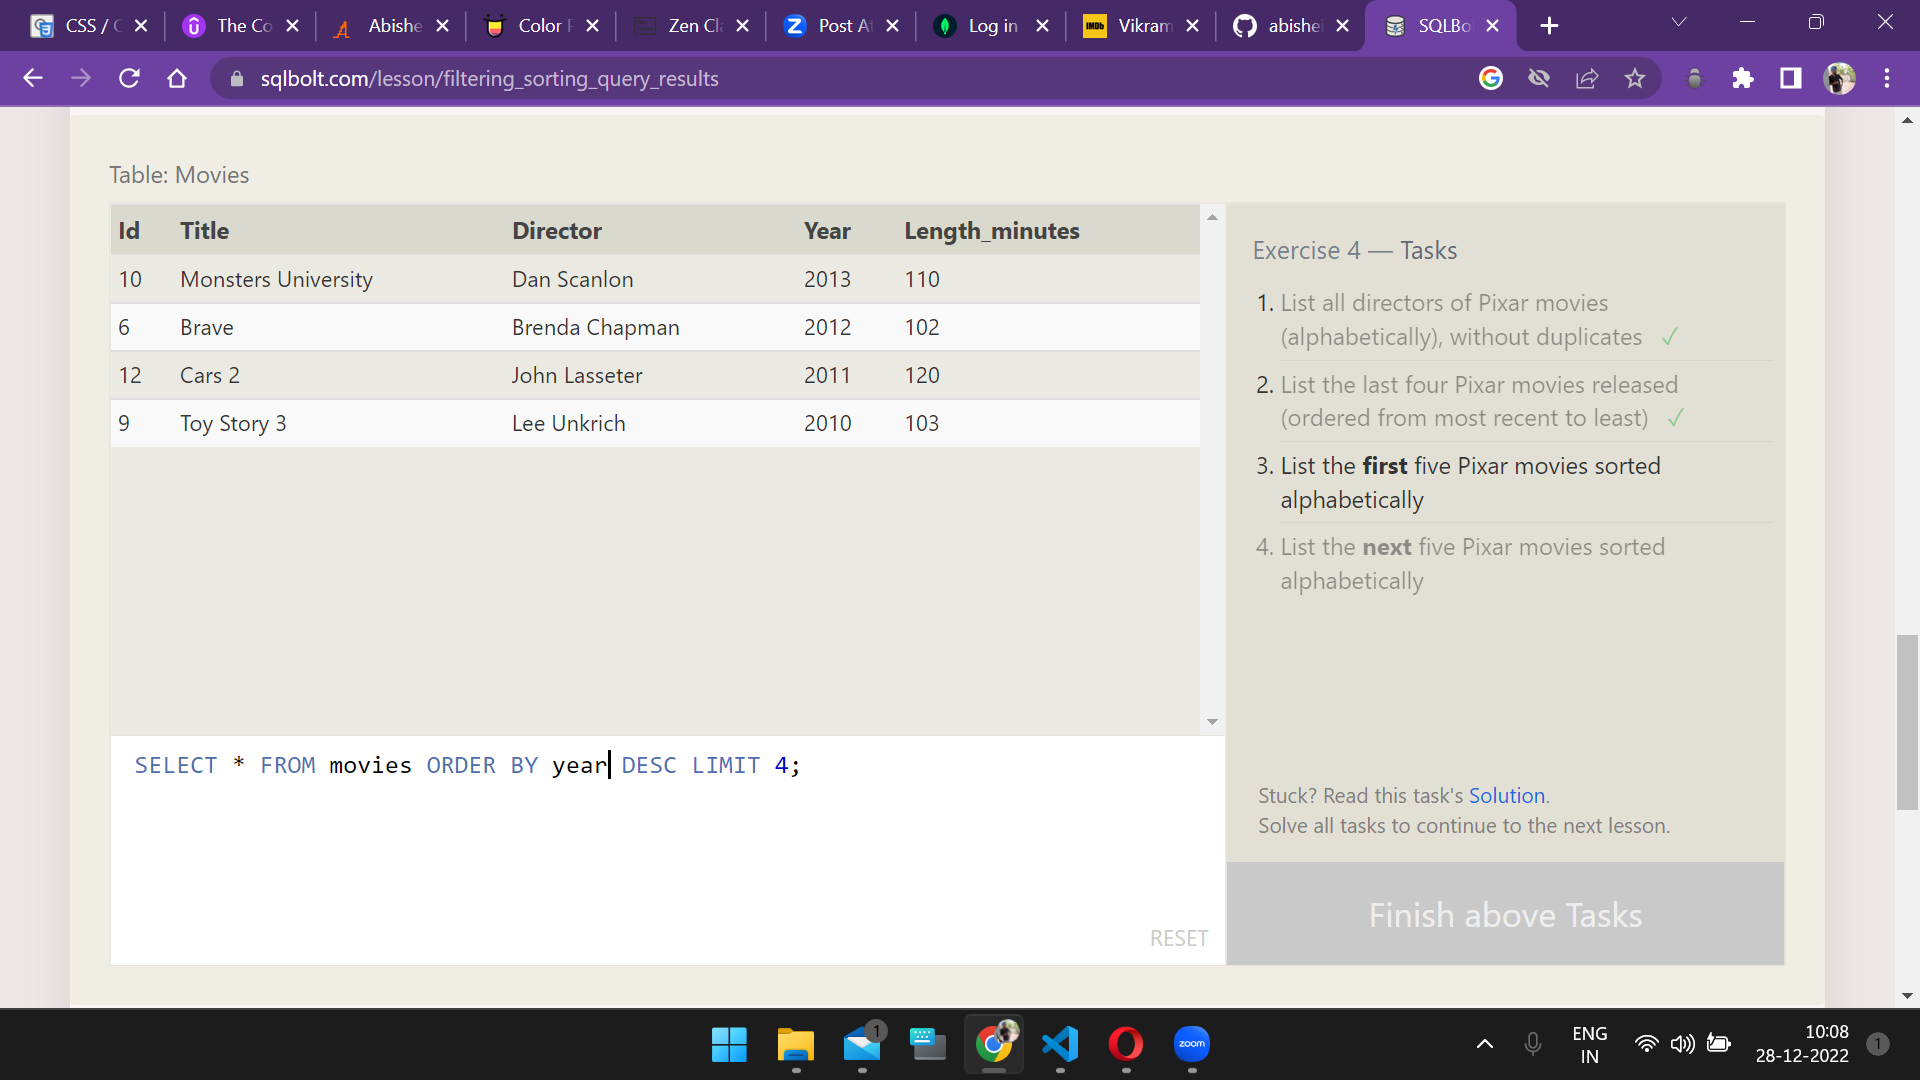 CSS / C
The Co
Abishe
Color P
Zen Cla
Post At
Log in
IMDb
Vikram
abishei
SQLBo
sqlbolt.com/lesson/filtering_sorting_query_results
Table: Movies
Id Title Director Year Length_minutes
10 Monsters University Dan Scanlon 2013 110
6 Brave Brenda Chapman 2012 102
12 Cars 2 John Lasseter 2011 120
9 Toy Story 3 Lee Unkrich 2010 103
SELECT * FROM movies ORDER BY year DESC LIMIT 4;
RESET
Exercise 4 — Tasks
1. List all directors of Pixar movies
(alphabetically), without duplicates ✓
2. List the last four Pixar movies released
(ordered from most recent to least) ✓
3. List the first five Pixar movies sorted
alphabetically
4. List the next five Pixar movies sorted
alphabetically
Stuck? Read this task's Solution.
Solve all tasks to continue to the next lesson.
Finish above Tasks
1
zoom
ENG
IN
10:08
28-12-2022
1